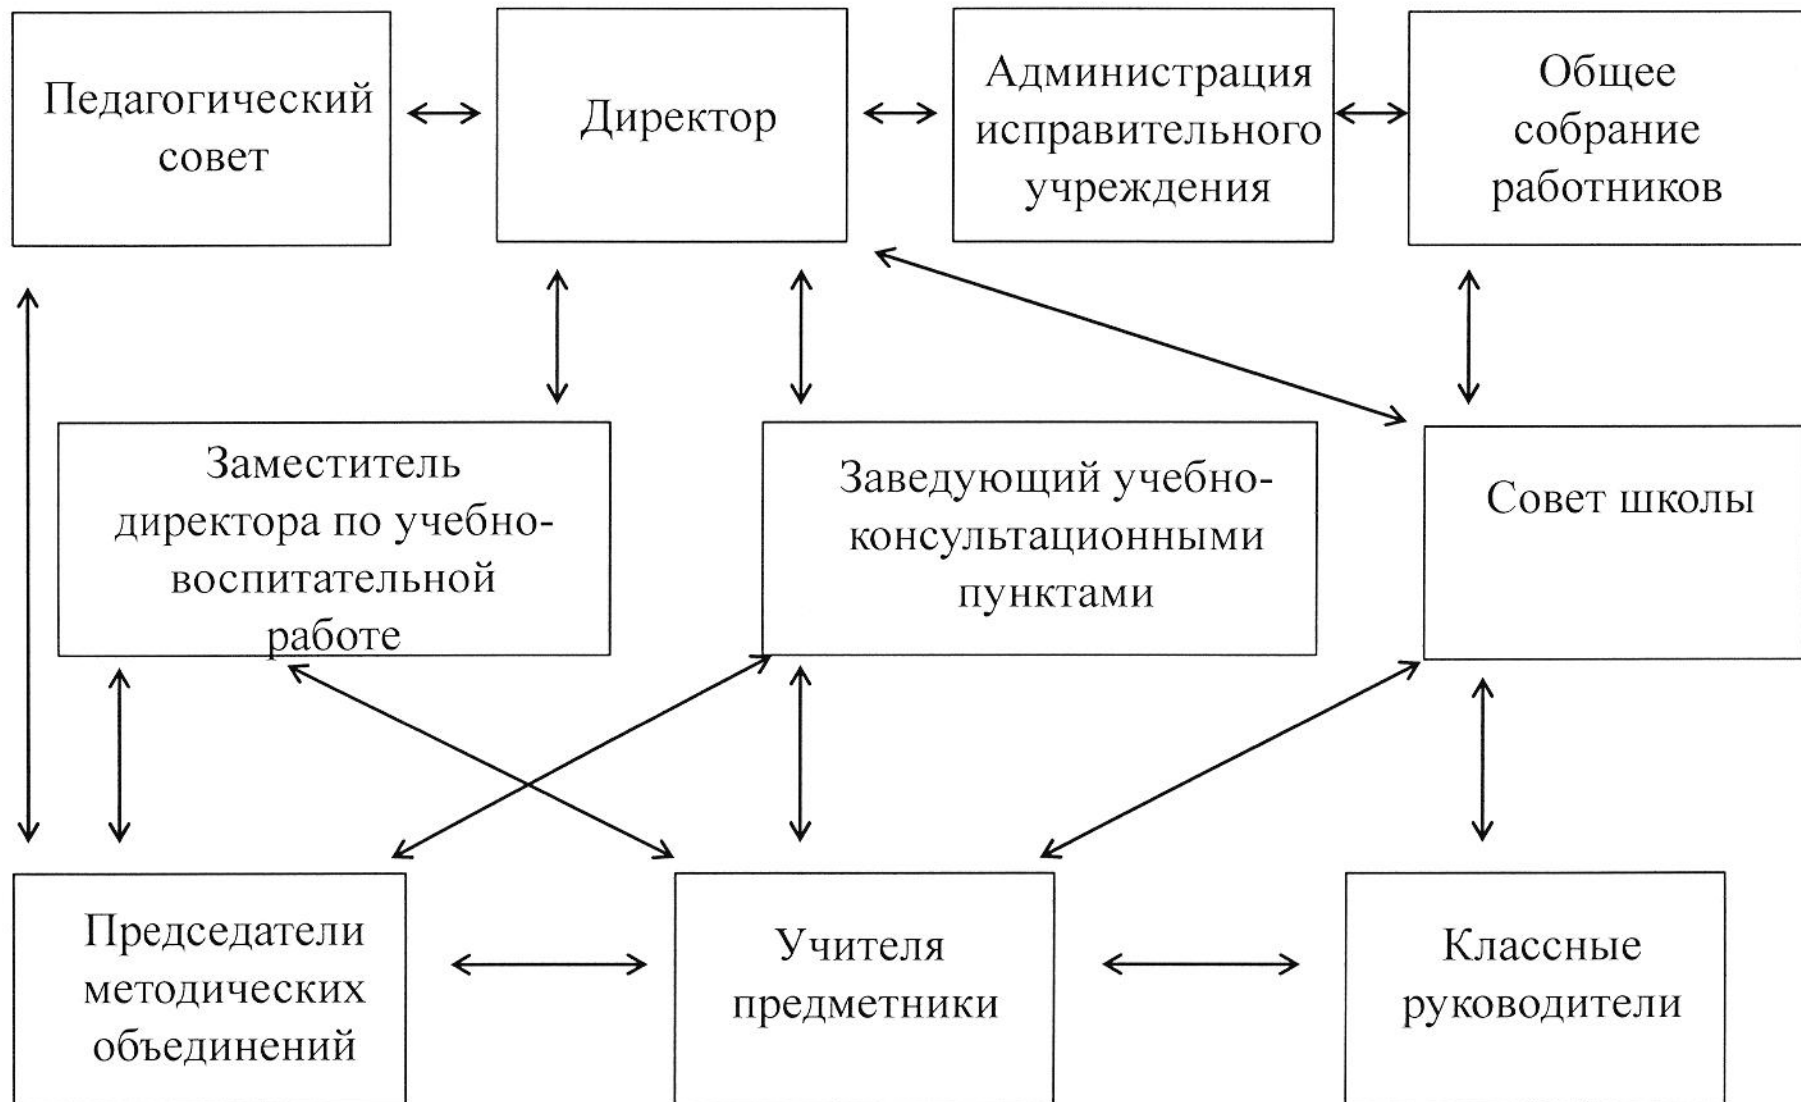 Педагогический
совет
Директор
Администрация
исправительного
учреждения
Общее
собрание
работников
Заместитель
директора по учебно-
воспитательной
работе
Заведующий учебно-
консультационными
пунктами
Совет школы
Председатели
методических
объединений
Учителя
предметники
Классные
руководители